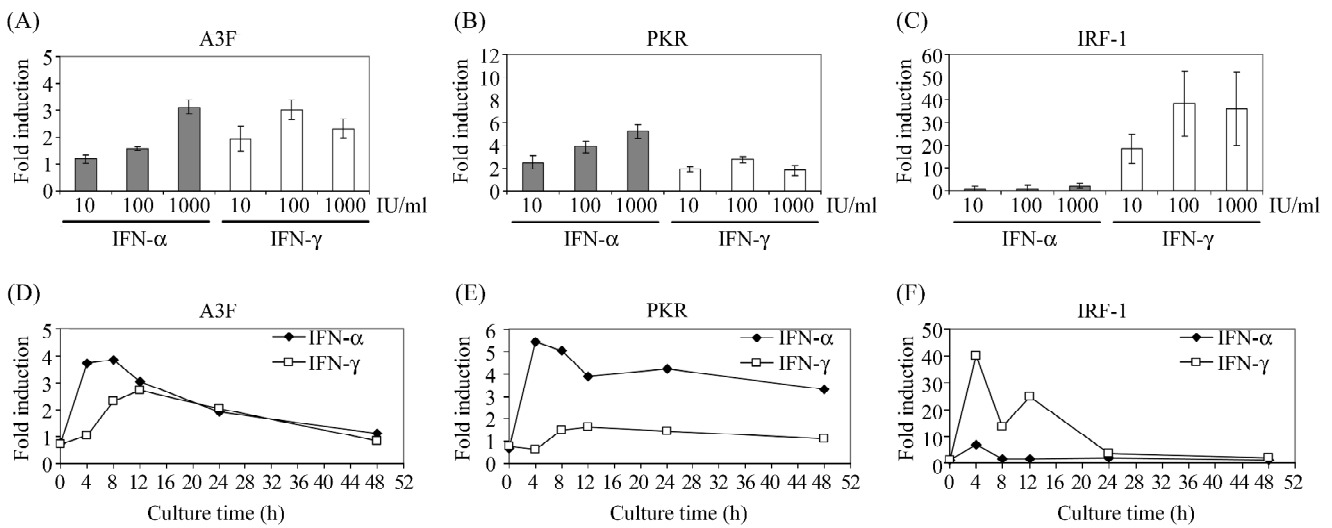 (A)
A3F
Fold induction
5
4
3
2
1
0
10 100 1000 10 100 1000 IU/ml
IFN-α IFN-γ
(B)
PKR
Fold induction
12
10
8
6
4
2
0
10 100 1000 10 100 1000 IU/ml
IFN-α IFN-γ
(C)
IRF-1
Fold induction
60
50
40
30
20
10
0
10 100 1000 10 100 1000 IU/ml
IFN-α IFN-γ
(D)
A3F
Fold induction
5
4
3
2
1
0
IFN-α
IFN-γ
0 4 8 12 16 20 24 28 32 36 40 44 48 52
Culture time (h)
(E)
PKR
Fold induction
6
5
4
3
2
1
0
IFN-α
IFN-γ
0 4 8 12 16 20 24 28 32 36 40 44 48 52
Culture time (h)
(F)
IRF-1
Fold induction
50
40
30
20
10
0
IFN-α
IFN-γ
0 4 8 12 16 20 24 28 32 36 40 44 48 52
Culture time (h)